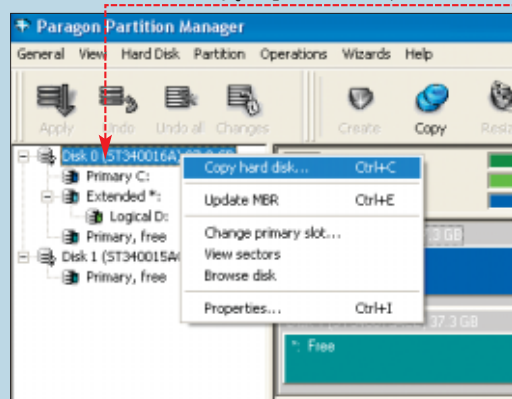 Paragon Partition Manager
General View Hard Disk Partition Operations Wizards Help
Apply Undo Undo all Changes Create Copy
Disk 0 (ST340016A)
Primary C:
Extended *:
Logical D:
Primary, free
Disk 1 (ST340015A
Primary, free
Copy hard disk... Ctrl+C
Update MBR Ctrl+E
Change primary slot...
View sectors
Browse disk
Properties... Ctrl+I
37.3 GB
*: Free